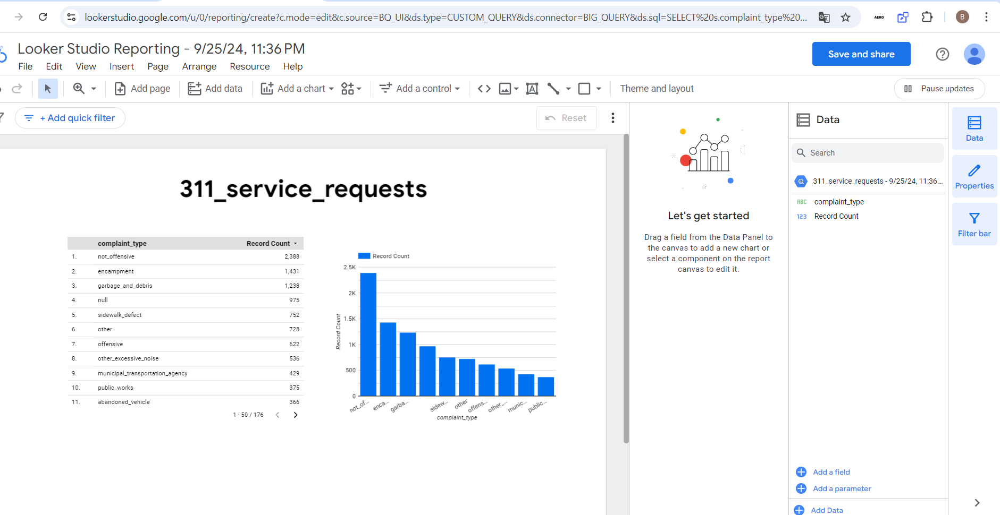 lookerstudio.google.com/u/0/reporting/create?c.mode=edit&c.source=BQ_UI&ds.type=CUSTOM_QUERY&ds.connector=BIG_QUERY&ds.sql=SELECT%20s.complaint_type%20...
AERO
B
Looker Studio Reporting - 9/25/24, 11:36 PM
File Edit View Insert Page Arrange Resource Help
Save and share
Add page Add data Add a chart Add a control Theme and layout Pause updates
+ Add quick filter
Reset
Data
Search
311_service_requests - 9/25/24, 11:36...
ABC complaint_type
123 Record Count
Data
Properties
Filter bar
311_service_requests
Let's get started
Drag a field from the Data Panel to
the canvas to add a new chart or
select a component on the report
canvas to edit it.
complaint_type Record Count
1. not_offensive 2,388
2. encampment 1,431
3. garbage_and_debris 1,238
4. null 975
5. sidewalk_defect 752
6. other 728
7. offensive 622
8. other_excessive_noise 536
9. municipal_transportation_agency 429
10. public_works 375
11. abandoned_vehicle 366
1 - 50 / 176
Record Count
2.5K
2K
1.5K
1K
500
0
Record Count
not_of... enca... garba... sidew... other offens... other_... munic... public...
complaint_type
Add a field
Add a parameter
Add Data